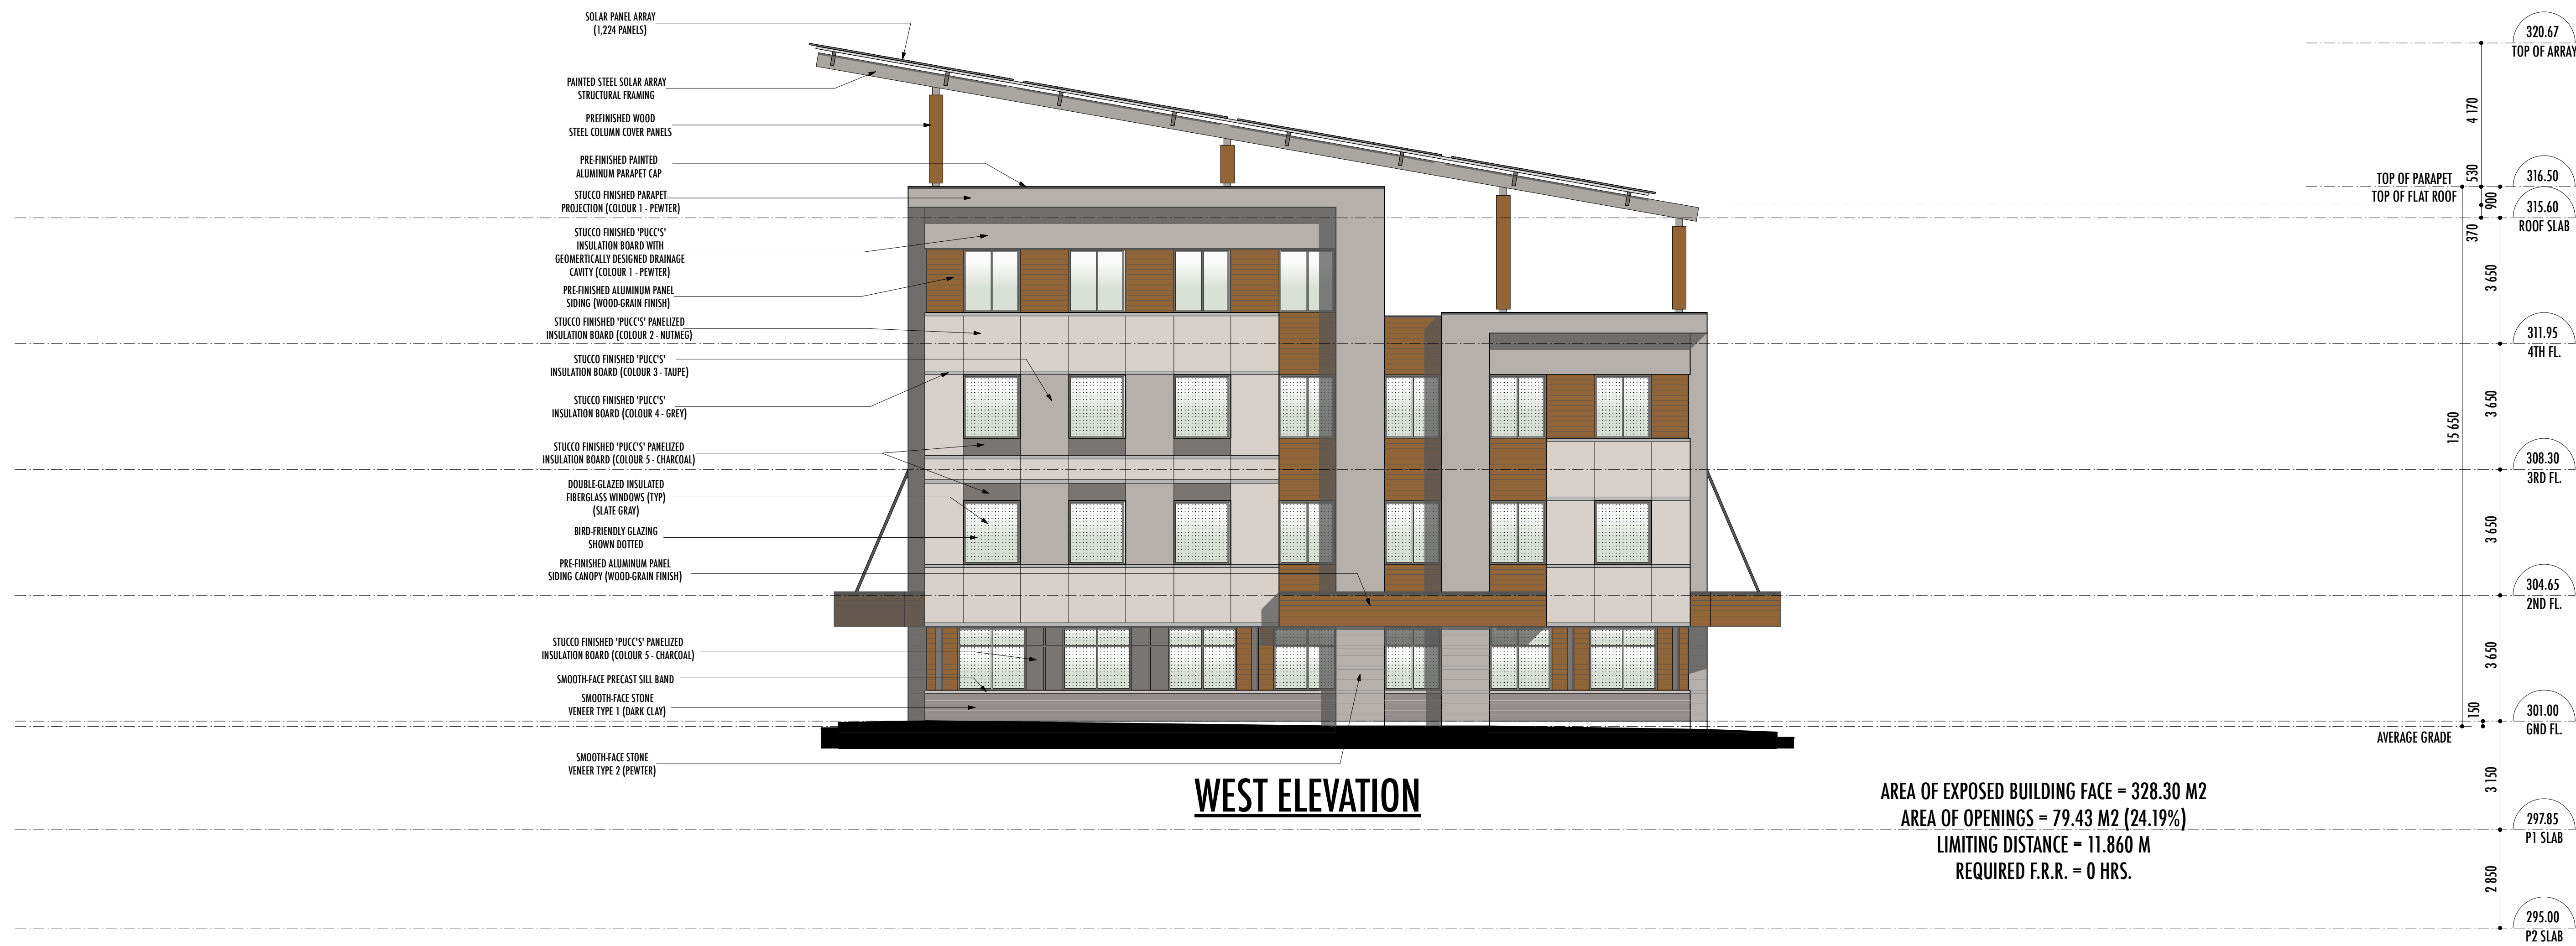 SOLAR PANEL ARRAY
(1,224 PANELS)
PAINTED STEEL SOLAR ARRAY
STRUCTURAL FRAMING
PREFINISHED WOOD
STEEL COLUMN COVER PANELS
PRE-FINISHED PAINTED
ALUMINUM PARAPET CAP
STUCCO FINISHED PARAPET
PROJECTION (COLOUR 1 - PEWTER)
STUCCO FINISHED 'PUCC'S'
INSULATION BOARD WITH
GEOMERTICALLY DESIGNED DRAINAGE
CAVITY (COLOUR 1 - PEWTER)
PRE-FINISHED ALUMINUM PANEL
SIDING (WOOD-GRAIN FINISH)
STUCCO FINISHED 'PUCC'S' PANELIZED
INSULATION BOARD (COLOUR 2 - NUTMEG)
STUCCO FINISHED 'PUCC'S'
INSULATION BOARD (COLOUR 3 - TAUPE)
STUCCO FINISHED 'PUCC'S'
INSULATION BOARD (COLOUR 4 - GREY)
STUCCO FINISHED 'PUCC'S' PANELIZED
INSULATION BOARD (COLOUR 5 - CHARCOAL)
DOUBLE-GLAZED INSULATED
FIBERGLASS WINDOWS (TYP)
(SLATE GRAY)
BIRD-FRIENDLY GLAZING
SHOWN DOTTED
PRE-FINISHED ALUMINUM PANEL
SIDING CANOPY (WOOD-GRAIN FINISH)
STUCCO FINISHED 'PUCC'S' PANELIZED
INSULATION BOARD (COLOUR 5 - CHARCOAL)
SMOOTH-FACE PRECAST SILL BAND
SMOOTH-FACE STONE
VENEER TYPE 1 (DARK CLAY)
SMOOTH-FACE STONE
VENEER TYPE 2 (PEWTER)
WEST ELEVATION
AREA OF EXPOSED BUILDING FACE = 328.30 M2
AREA OF OPENINGS = 79.43 M2 (24.19%)
LIMITING DISTANCE = 11.860 M
REQUIRED F.R.R. = 0 HRS.
TOP OF PARAPET
TOP OF FLAT ROOF
AVERAGE GRADE
15 650
4 170
530
370
150
900
3 650
3 650
3 650
3 650
3 150
2 850
320.67
TOP OF ARRAY
316.50
315.60
ROOF SLAB
311.95
4TH FL.
308.30
3RD FL.
304.65
2ND FL.
301.00
GND FL.
297.85
P1 SLAB
295.00
P2 SLAB